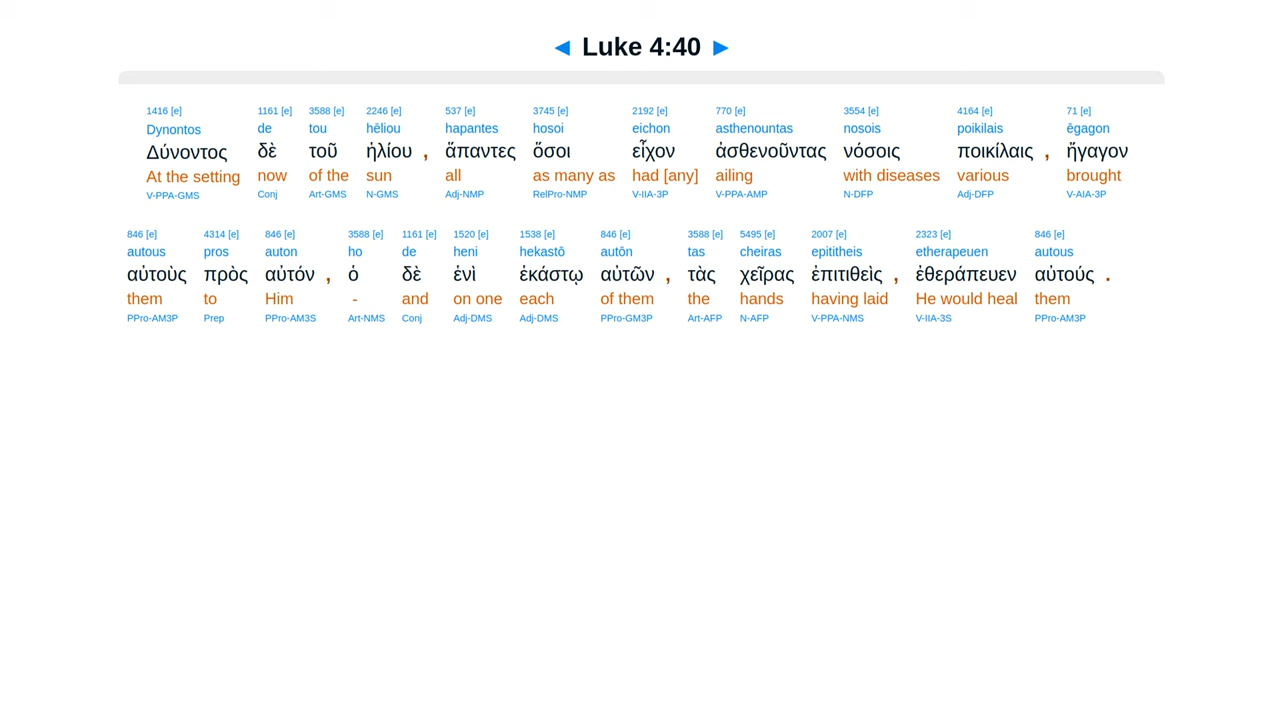 ◄ Luke 4:40 ►
1416 [e] 1161 [e] 3588 [e] 2246 [e] 537 [e] 3745 [e] 2192 [e] 770 [e] 3554 [e] 4164 [e] 71 [e]
Dynontos de tou hēliou hapantes hosoi eichon asthenountas nosois poikilais ēgagon
Δύνοντος δὲ τοῦ ἡλίου , ἅπαντες ὅσοι εἶχον ἀσθενοῦντας νόσοις ποικίλαις , ἤγαγον
At the setting now of the sun all as many as had [any] ailing with diseases various brought
V-PPA-GMS Conj Art-GMS N-GMS Adj-NMP RelPro-NMP V-IIA-3P V-PPA-AMP N-DFP Adj-DFP V-AIA-3P
846 [e] 4314 [e] 846 [e] 3588 [e] 1161 [e] 1520 [e] 1538 [e] 846 [e] 3588 [e] 5495 [e] 2007 [e] 2323 [e] 846 [e]
autous pros auton ho de heni hekastō autōn tas cheiras epititheis etherapeuen autous
αὐτοὺς πρὸς αὐτόν , ὁ δὲ ἑνὶ ἑκάστῳ αὐτῶν , τὰς χεῖρας ἐπιτιθεὶς , ἐθεράπευεν αὐτούς .
them to Him - and on one each of them the hands having laid He would heal them
PPro-AM3P Prep PPro-AM3S Art-NMS Conj Adj-DMS Adj-DMS PPro-GM3P Art-AFP N-AFP V-PPA-NMS V-IIA-3S PPro-AM3P